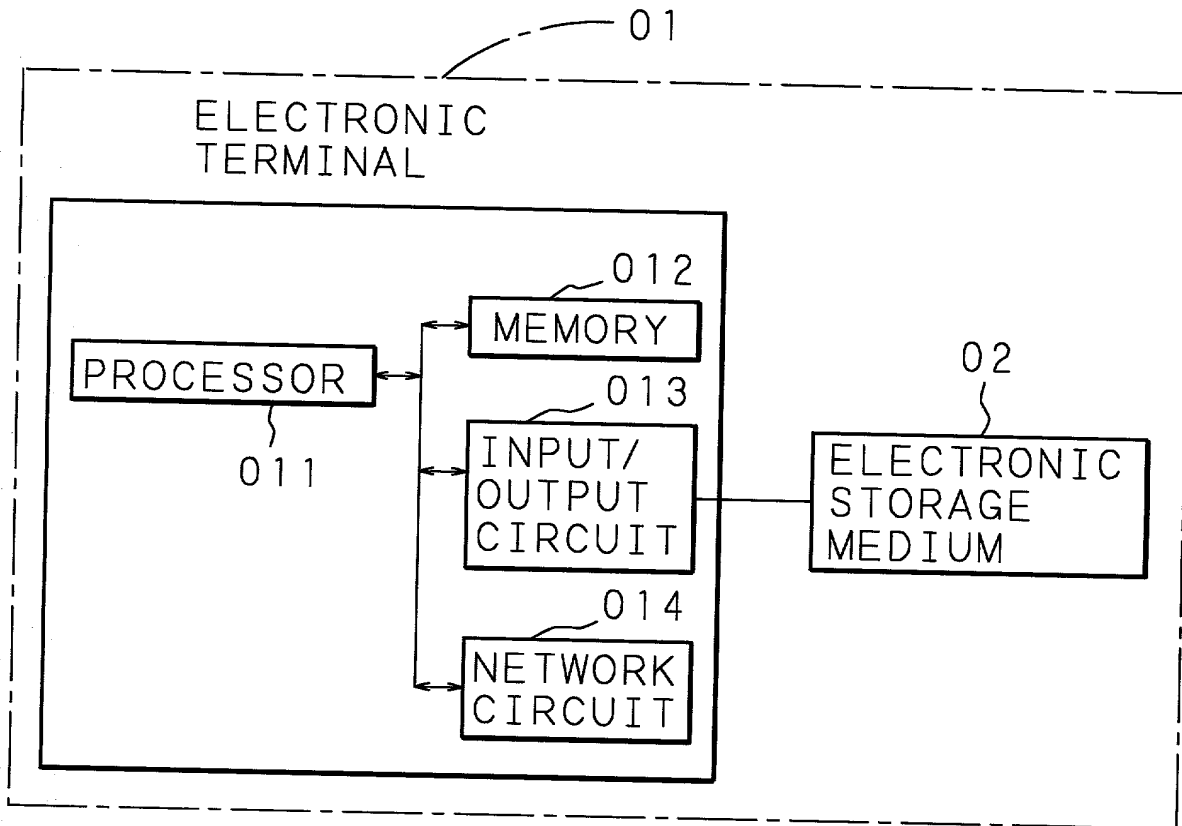 01
ELECTRONIC
TERMINAL
012
MEMORY
PROCESSOR
011
013
INPUT/
OUTPUT
CIRCUIT
02
ELECTRONIC
STORAGE
MEDIUM
014
NETWORK
CIRCUIT